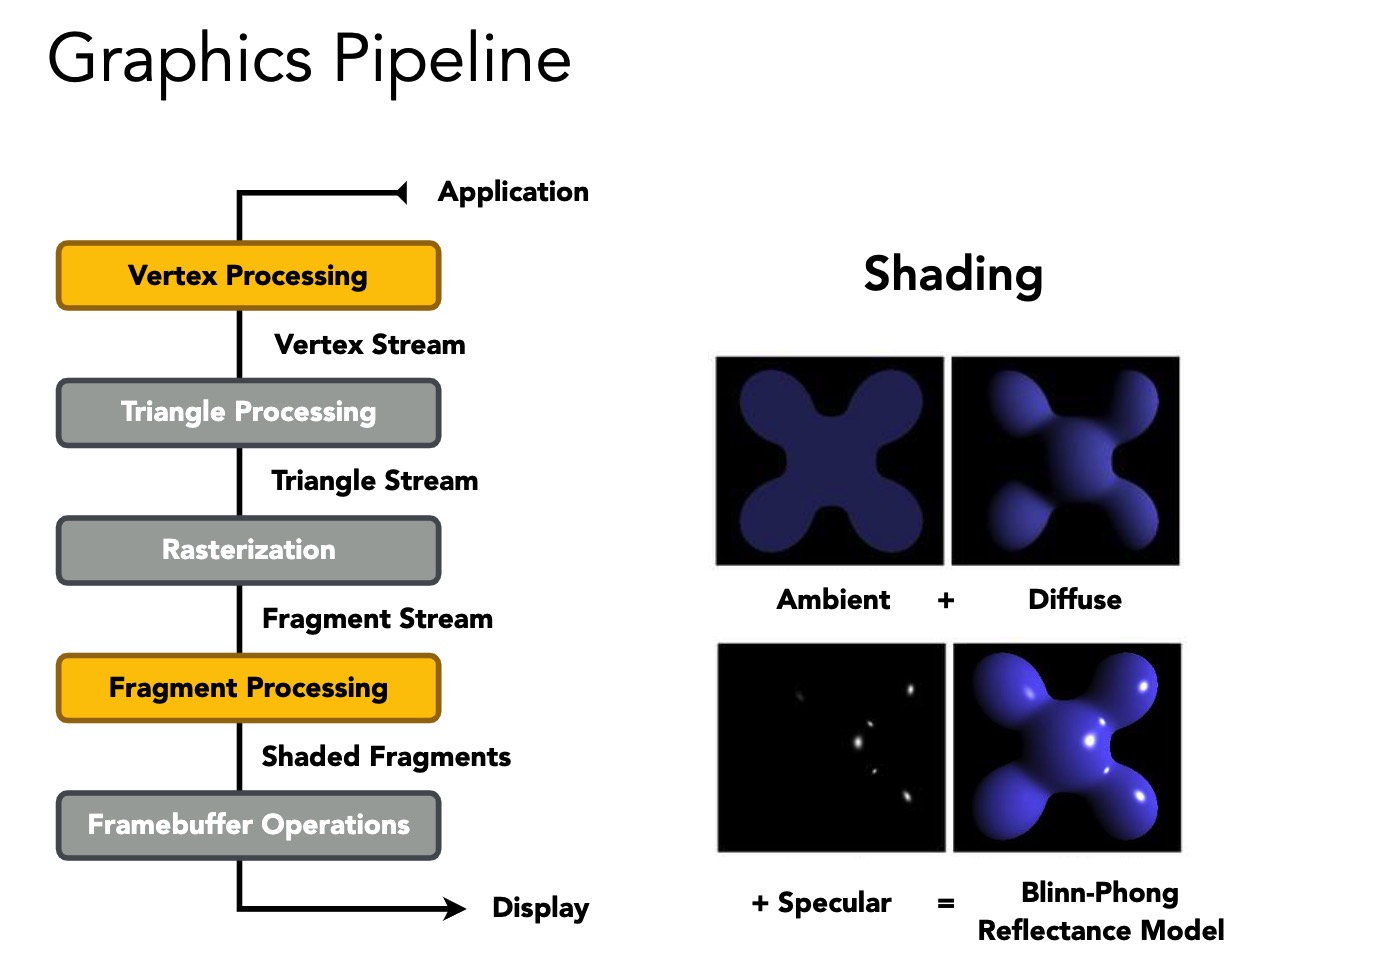 Graphics Pipeline
Application
Vertex Processing
Vertex Stream
Triangle Processing
Triangle Stream
Rasterization
Fragment Stream
Fragment Processing
Shaded Fragments
Framebuffer Operations
Display
Shading
Ambient + Diffuse
+ Specular = Blinn-Phong
Reflectance Model